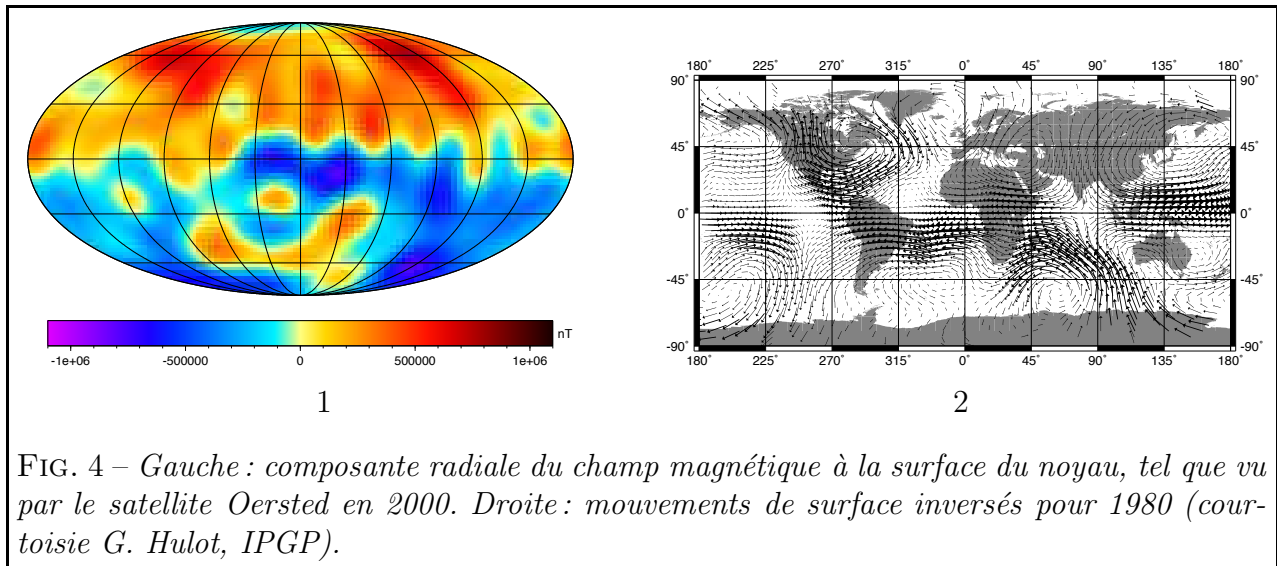 180˚ 225˚ 270˚ 315˚ 0˚ 45˚ 90˚ 135˚ 180˚
90˚ 90˚
45˚ 45˚
0˚ 0˚
-45˚ -45˚
-90˚ -90˚
180˚ 225˚ 270˚ 315˚ 0˚ 45˚ 90˚ 135˚ 180˚
nT
-1e+06 -500000 0 500000 1e+06
1 2
FIG. 4 – Gauche : composante radiale du champ magnétique à la surface du noyau, tel que vu
par le satellite Oersted en 2000. Droite : mouvements de surface inversés pour 1980 (cour-
toisie G. Hulot, IPGP).